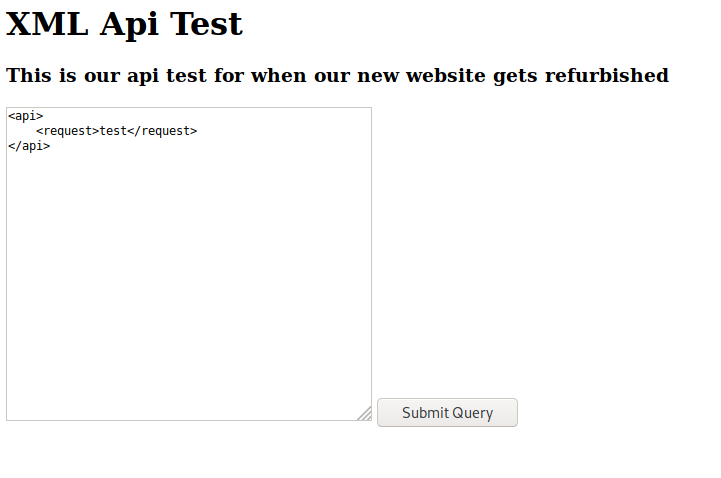 XML Api Test
This is our api test for when our new website gets refurbished
<api>
    <request>test</request>
</api>
Submit Query